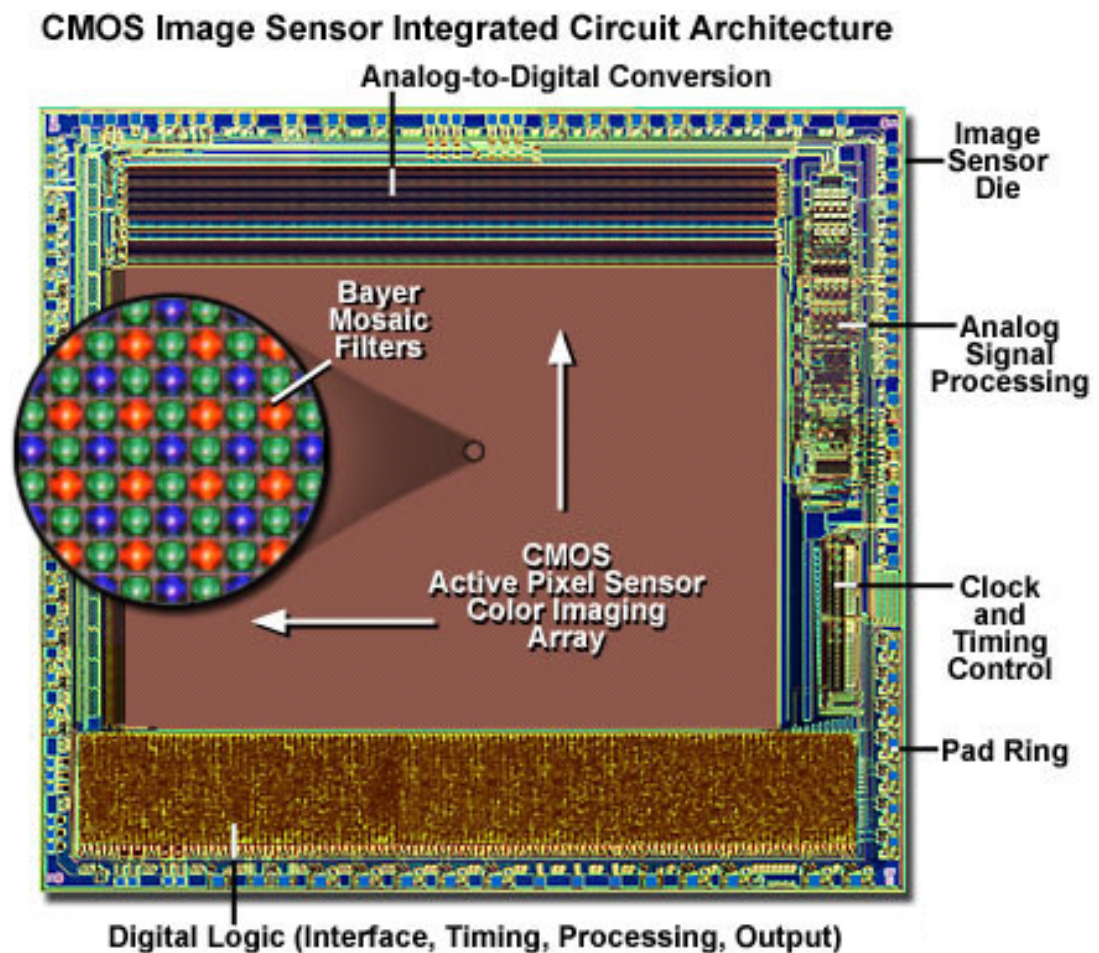 CMOS Image Sensor Integrated Circuit Architecture
Analog-to-Digital Conversion
Image
Sensor
Die
Bayer
Mosaic
Filters
Analog
Signal
Processing
CMOS
Active Pixel Sensor
Color Imaging
Array
Clock
and
Timing
Control
Pad Ring
Digital Logic (Interface, Timing, Processing, Output)